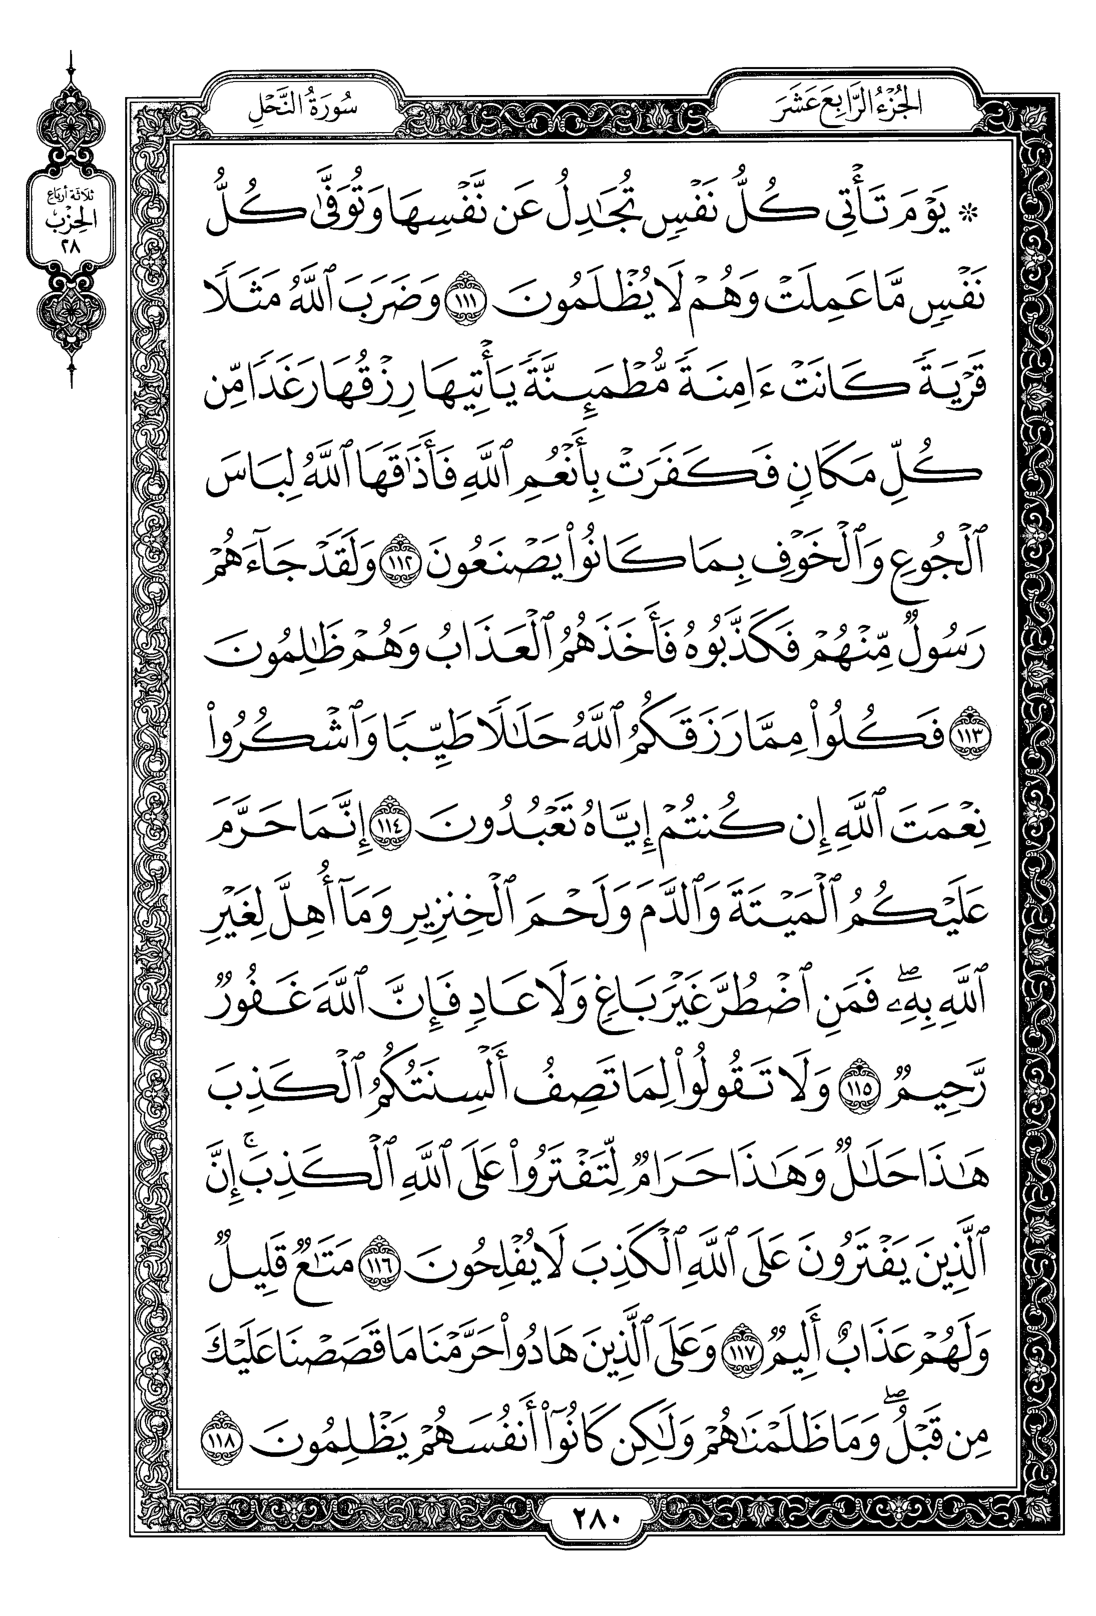 الجُزْءُ الرَّابِعَ عَشَرَ
سُورَةُ النَّحْلِ
ثلاثة أرباع
الحِزْب
٢٨
* يَوْمَ تَأْتِي كُلُّ نَفْسٖ تُجَٰدِلُ عَن نَّفْسِهَا وَتُوَفَّىٰ كُلُّ
نَفْسٖ مَّا عَمِلَتْ وَهُمْ لَا يُظْلَمُونَ ١١١ وَضَرَبَ ٱللَّهُ مَثَلٗا
قَرْيَةٗ كَانَتْ ءَامِنَةٗ مُّطْمَئِنَّةٗ يَأْتِيهَا رِزْقُهَا رَغَدٗا مِّن
كُلِّ مَكَانٖ فَكَفَرَتْ بِأَنْعُمِ ٱللَّهِ فَأَذَٰقَهَا ٱللَّهُ لِبَاسَ
ٱلْجُوعِ وَٱلْخَوْفِ بِمَا كَانُوا۟ يَصْنَعُونَ ١١٢ وَلَقَدْ جَآءَهُمْ
رَسُولٞ مِّنْهُمْ فَكَذَّبُوهُ فَأَخَذَهُمُ ٱلْعَذَابُ وَهُمْ ظَٰلِمُونَ
١١٣ فَكُلُوا۟ مِمَّا رَزَقَكُمُ ٱللَّهُ حَلَٰلٗا طَيِّبٗا وَٱشْكُرُوا۟
نِعْمَتَ ٱللَّهِ إِن كُنتُمْ إِيَّاهُ تَعْبُدُونَ ١١٤ إِنَّمَا حَرَّمَ
عَلَيْكُمُ ٱلْمَيْتَةَ وَٱلدَّمَ وَلَحْمَ ٱلْخِنزِيرِ وَمَآ أُهِلَّ لِغَيْرِ
ٱللَّهِ بِهِۦۖ فَمَنِ ٱضْطُرَّ غَيْرَ بَاغٖ وَلَا عَادٖ فَإِنَّ ٱللَّهَ غَفُورٞ
رَّحِيمٞ ١١٥ وَلَا تَقُولُوا۟ لِمَا تَصِفُ أَلْسِنَتُكُمُ ٱلْكَذِبَ
هَٰذَا حَلَٰلٞ وَهَٰذَا حَرَامٞ لِّتَفْتَرُوا۟ عَلَى ٱللَّهِ ٱلْكَذِبَۚ إِنَّ
ٱلَّذِينَ يَفْتَرُونَ عَلَى ٱللَّهِ ٱلْكَذِبَ لَا يُفْلِحُونَ ١١٦ مَتَٰعٞ قَلِيلٞ
وَلَهُمْ عَذَابٌ أَلِيمٞ ١١٧ وَعَلَى ٱلَّذِينَ هَادُوا۟ حَرَّمْنَا مَا قَصَصْنَا عَلَيْكَ
مِن قَبْلُۖ وَمَا ظَلَمْنَٰهُمْ وَلَٰكِن كَانُوٓا۟ أَنفُسَهُمْ يَظْلِمُونَ ١١٨
٢٨٠